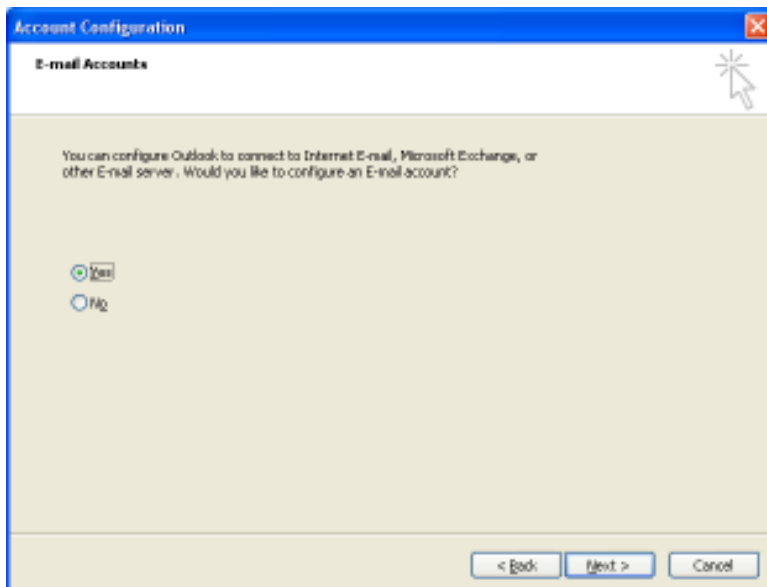 Account Configuration
E-mail Accounts
You can configure Outlook to connect to Internet E-mail, Microsoft Exchange, or
other E-mail server. Would you like to configure an E-mail account?
Yes
No
< Back
Next >
Cancel